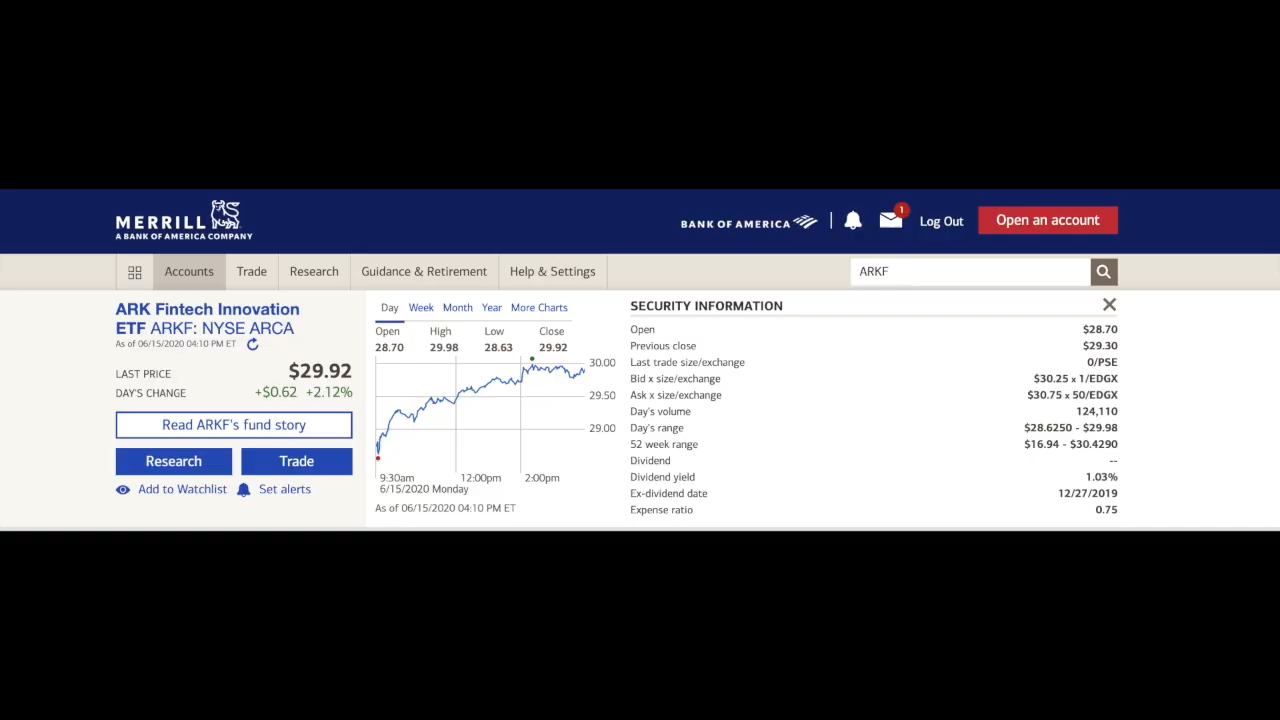 MERRILL
A BANK OF AMERICA COMPANY
BANK OF AMERICA
1
Log Out
Open an account
Accounts
Trade
Research
Guidance & Retirement
Help & Settings
ARKF
ARK Fintech Innovation
ETF ARKF: NYSE ARCA
As of 06/15/2020 04:10 PM ET
LAST PRICE $29.92
DAY'S CHANGE +$0.62 +2.12%
Read ARKF's fund story
Research
Trade
Add to Watchlist
Set alerts
Day Week Month Year More Charts
Open High Low Close
28.70 29.98 28.63 29.92
30.00
29.50
29.00
9:30am 12:00pm 2:00pm
6/15/2020 Monday
As of 06/15/2020 04:10 PM ET
SECURITY INFORMATION
Open $28.70
Previous close $29.30
Last trade size/exchange 0/PSE
Bid x size/exchange $30.25 x 1/EDGX
Ask x size/exchange $30.75 x 50/EDGX
Day's volume 124,110
Day's range $28.6250 - $29.98
52 week range $16.94 - $30.4290
Dividend --
Dividend yield 1.03%
Ex-dividend date 12/27/2019
Expense ratio 0.75